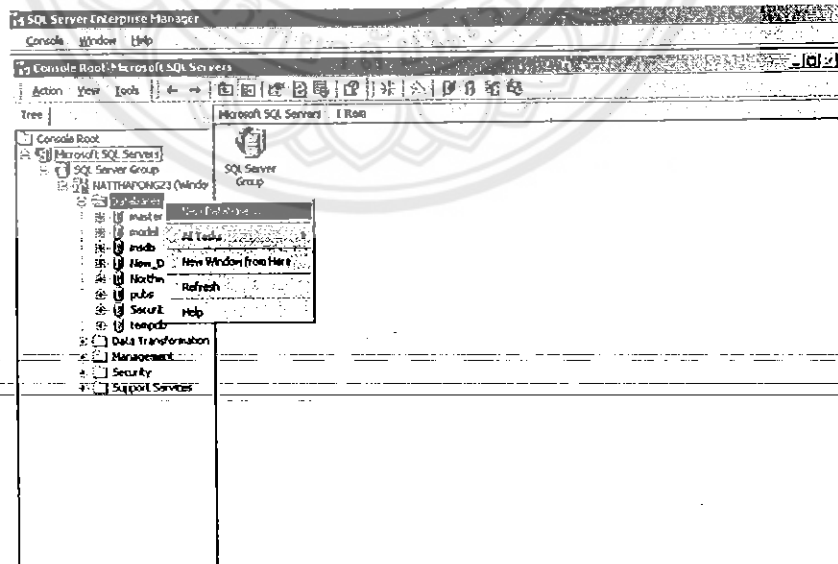 SQL Server Enterprise Manager
Console Window Help
Console Root\Microsoft SQL Servers
Action View Tools
Tree
Microsoft SQL Servers 1 Item
Console Root
Microsoft SQL Servers
SQL Server Group
NATTHAPONG23 (Window
Databases
master
model
msdb
New_D
Northw
pubs
Securit
tempdb
Data Transformation
Management
Security
Support Services
SQL Server
Group
New Database...
All Tasks
New Window from Here
Refresh
Help